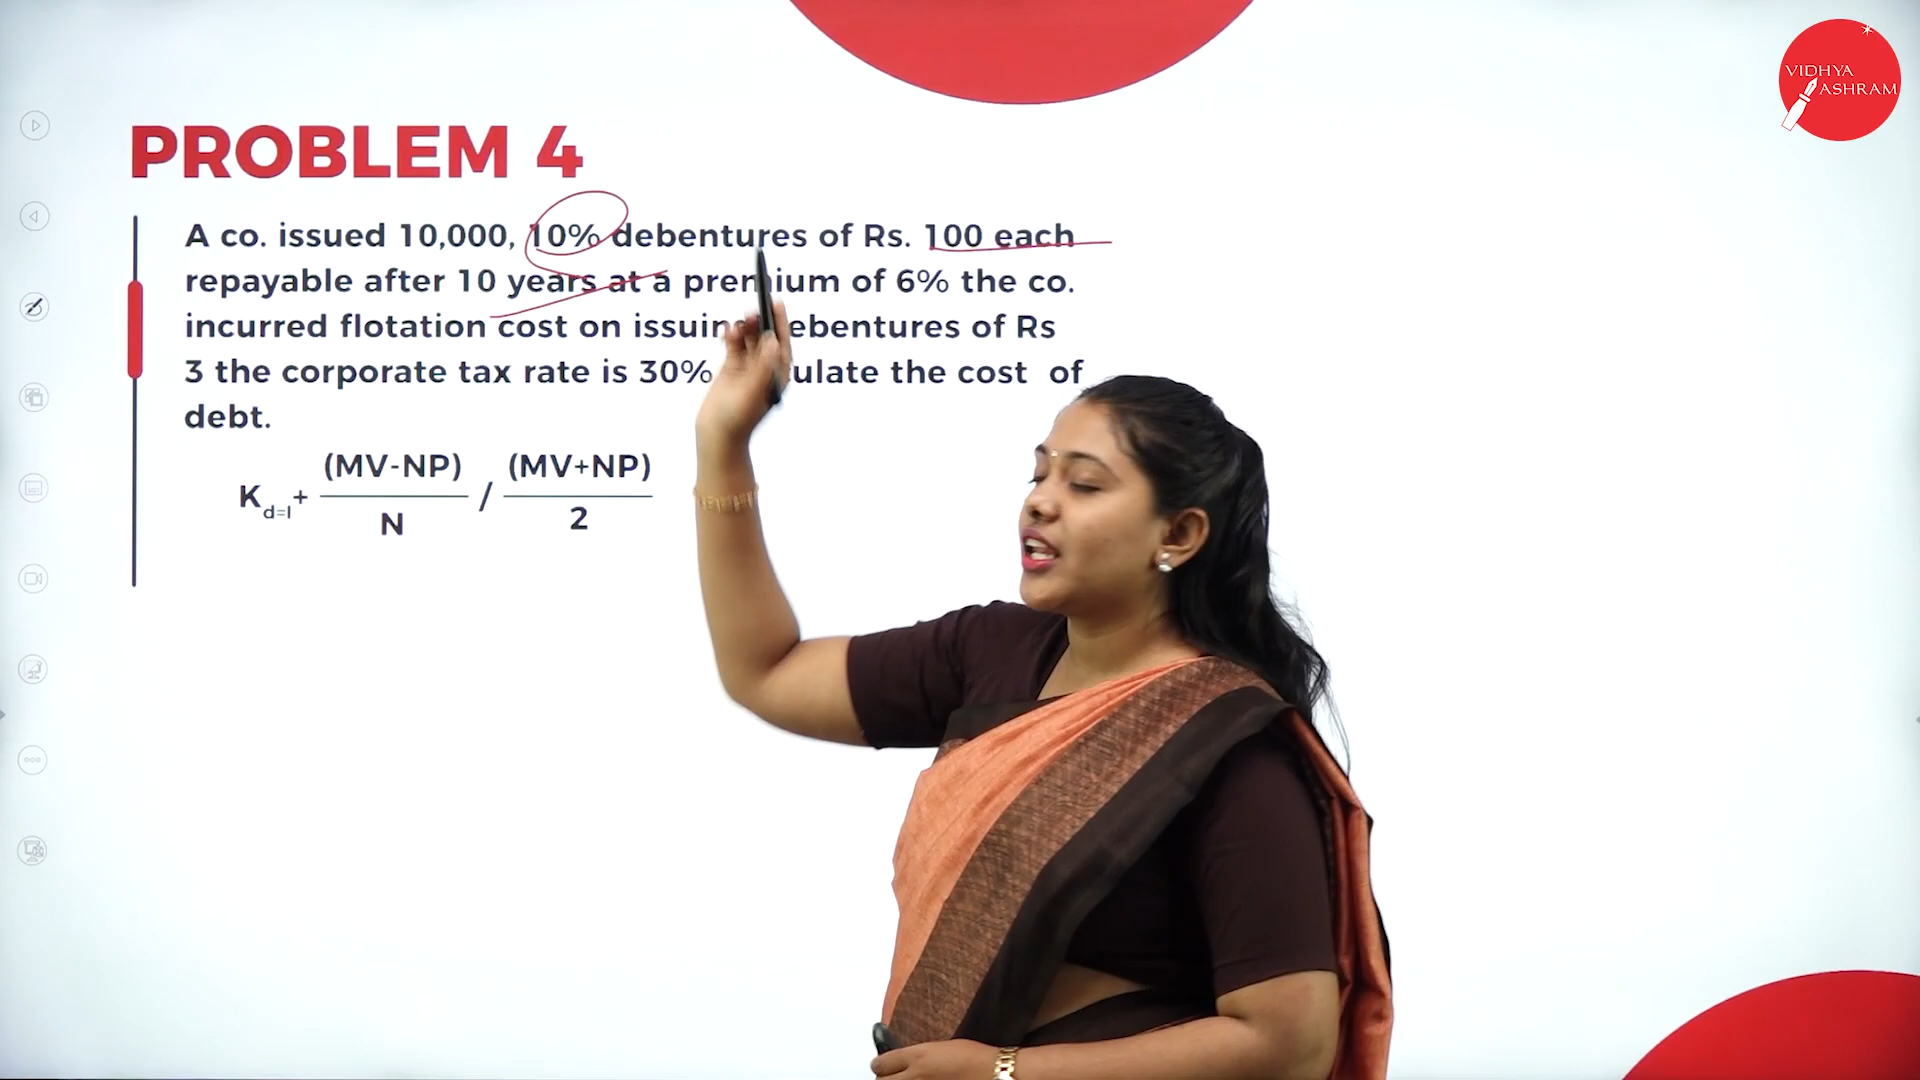 VIDHYA
ASHRAM
PROBLEM 4
A co. issued 10,000, 10% debentures of Rs. 100 each
repayable after 10 years at a premium of 6% the co.
incurred flotation cost on issuing debentures of Rs
3 the corporate tax rate is 30% the cost of
debt.
(MV-NP) (MV+NP)
K d=I + /
N 2